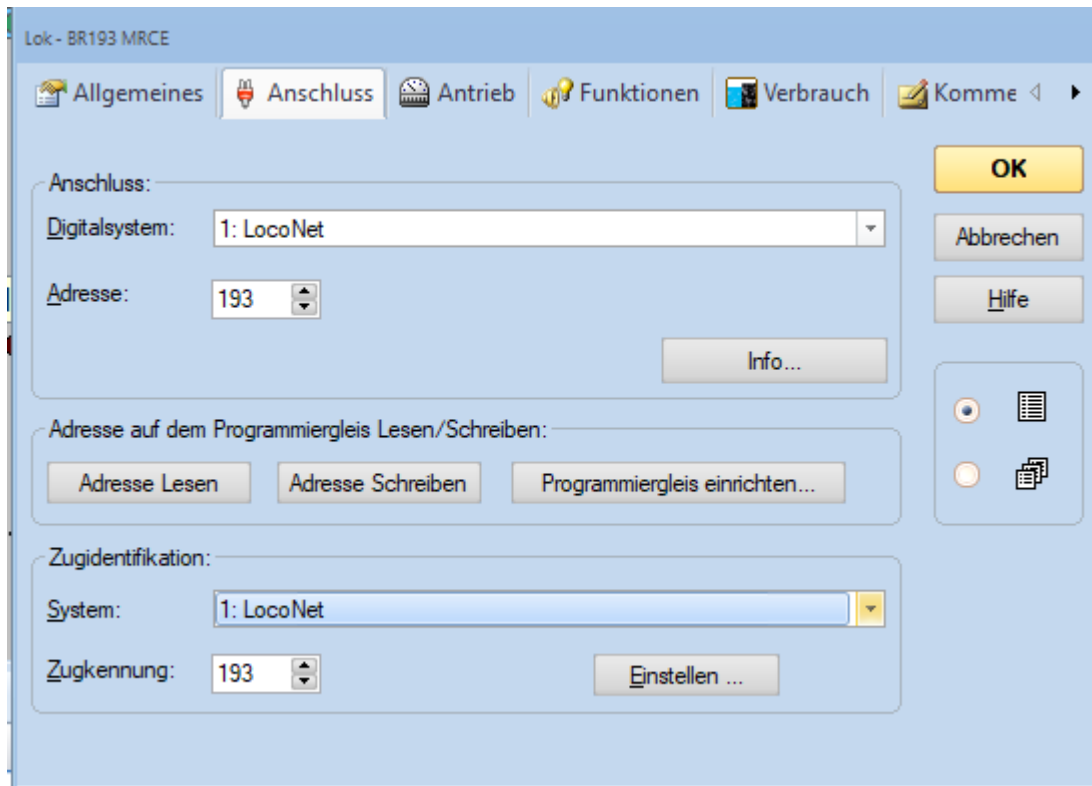 Lok - BR193 MRCE
Allgemeines Anschluss Antrieb Funktionen Verbrauch Komme
Anschluss:
Digitalsystem: 1: LocoNet
Adresse: 193
Info...
Adresse auf dem Programmiergleis Lesen/Schreiben:
Adresse Lesen Adresse Schreiben Programmiergleis einrichten...
Zugidentifikation:
System: 1: LocoNet
Zugkennung: 193 Einstellen ...
OK
Abbrechen
Hilfe